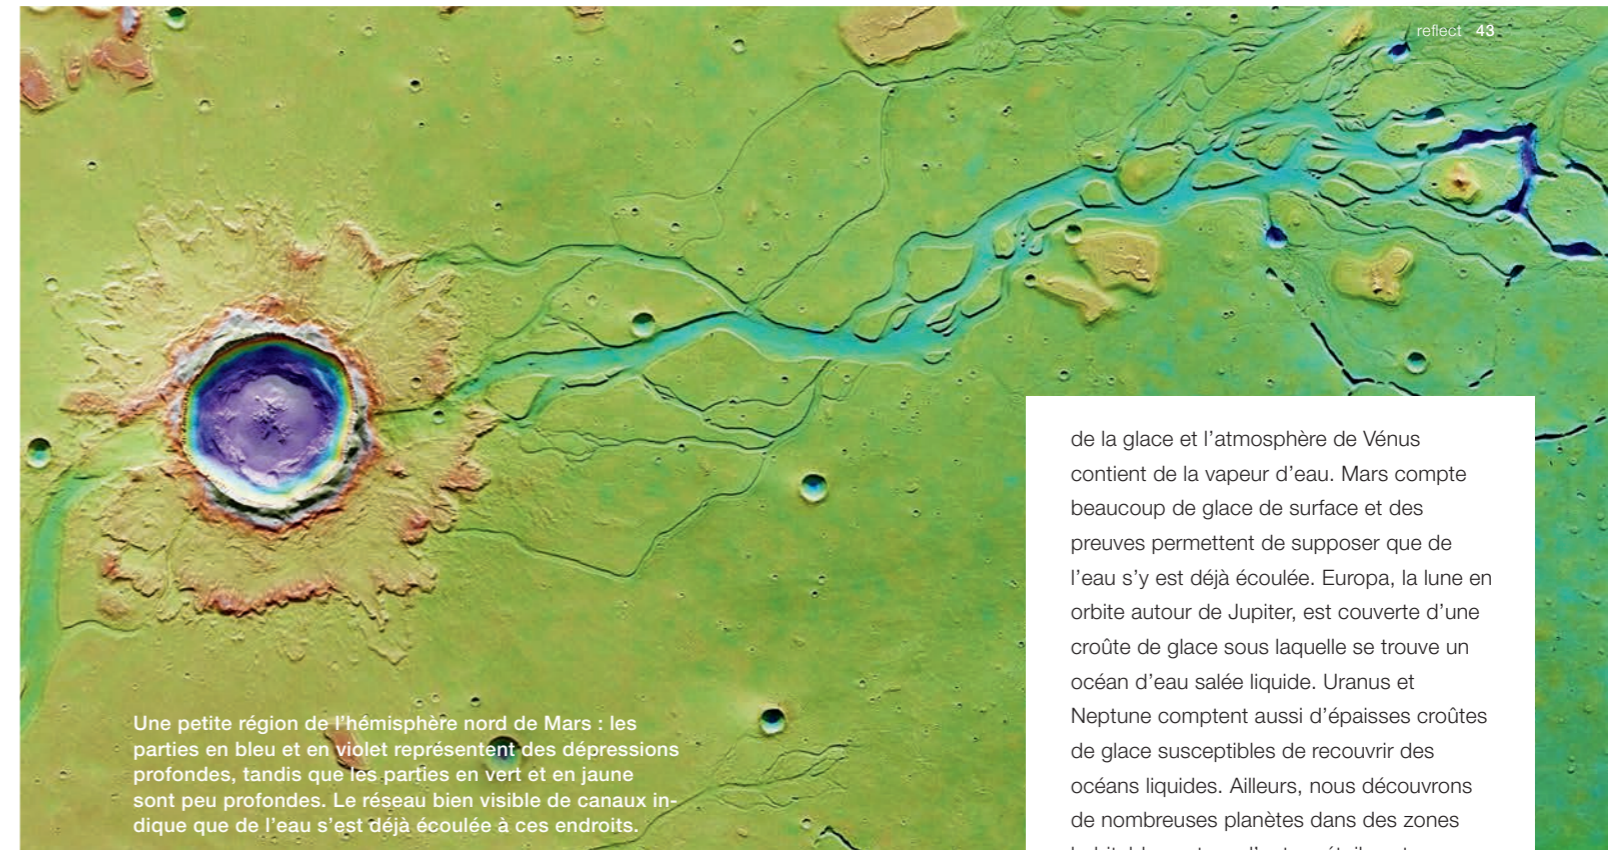 reflect 43
de la glace et l’atmosphère de Vénus
contient de la vapeur d’eau. Mars compte
beaucoup de glace de surface et des
preuves permettent de supposer que de
l’eau s’y est déjà écoulée. Europa, la lune en
orbite autour de Jupiter, est couverte d’une
croûte de glace sous laquelle se trouve un
océan d’eau salée liquide. Uranus et
Neptune comptent aussi d’épaisses croûtes
de glace susceptibles de recouvrir des
océans liquides. Ailleurs, nous découvrons
de nombreuses planètes dans des zones
Une petite région de l’hémisphère nord de Mars : les
parties en bleu et en violet représentent des dépressions
profondes, tandis que les parties en vert et en jaune
sont peu profondes. Le réseau bien visible de canaux in-
dique que de l’eau s’est déjà écoulée à ces endroits.